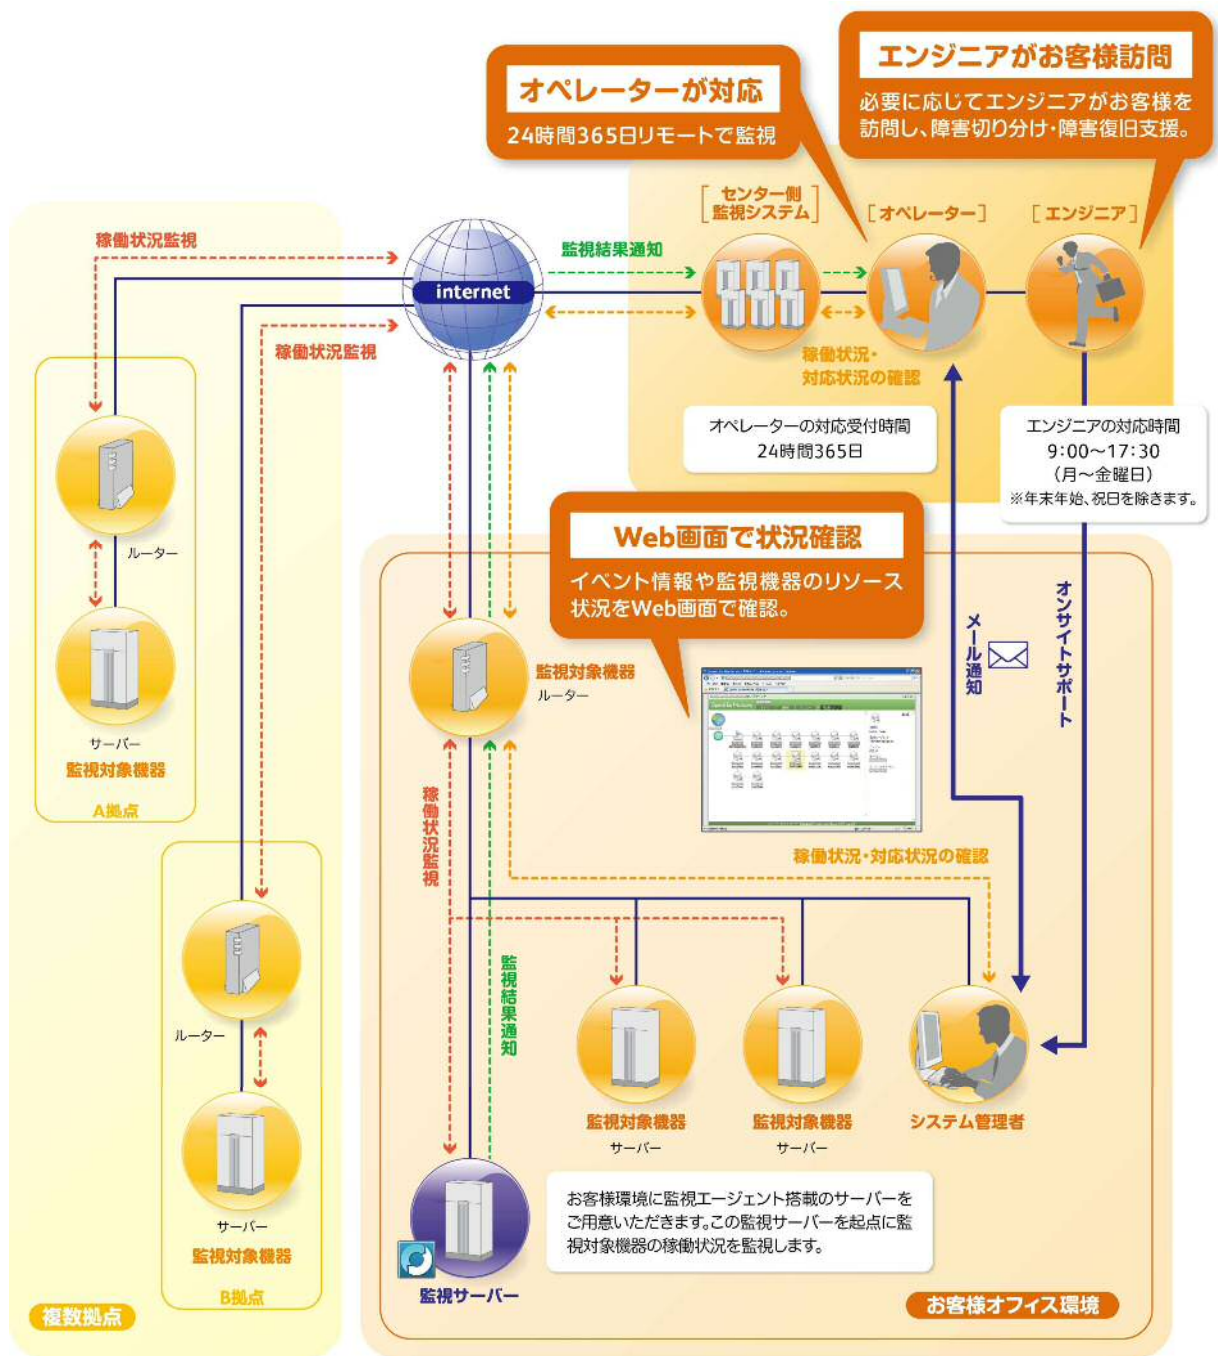 エンジニアがお客様訪問
必要に応じてエンジニアがお客様を
訪問し、障害切り分け・障害復旧支援。
オペレーターが対応
24時間365日リモートで監視
[センター側
監視システム]
[オペレーター]
[エンジニア]
稼働状況監視
監視結果通知
internet
稼働状況監視
稼働状況・
対応状況の確認
オペレーターの対応受付時間
24時間365日
エンジニアの対応時間
9:00～17:30
（月～金曜日）
※年末年始、祝日を除きます。
ルーター
サーバー
監視対象機器
A拠点
Web画面で状況確認
イベント情報や監視機器のリソース
状況をWeb画面で確認。
メール通知
オンサイトサポート
監視対象機器
ルーター
稼働状況監視
稼働状況・対応状況の確認
監視結果通知
ルーター
サーバー
監視対象機器
B拠点
複数拠点
監視対象機器
サーバー
監視対象機器
サーバー
システム管理者
お客様環境に監視エージェント搭載のサーバーを
ご用意いただきます。この監視サーバーを起点に監
視対象機器の稼働状況を監視します。
監視サーバー
お客様オフィス環境